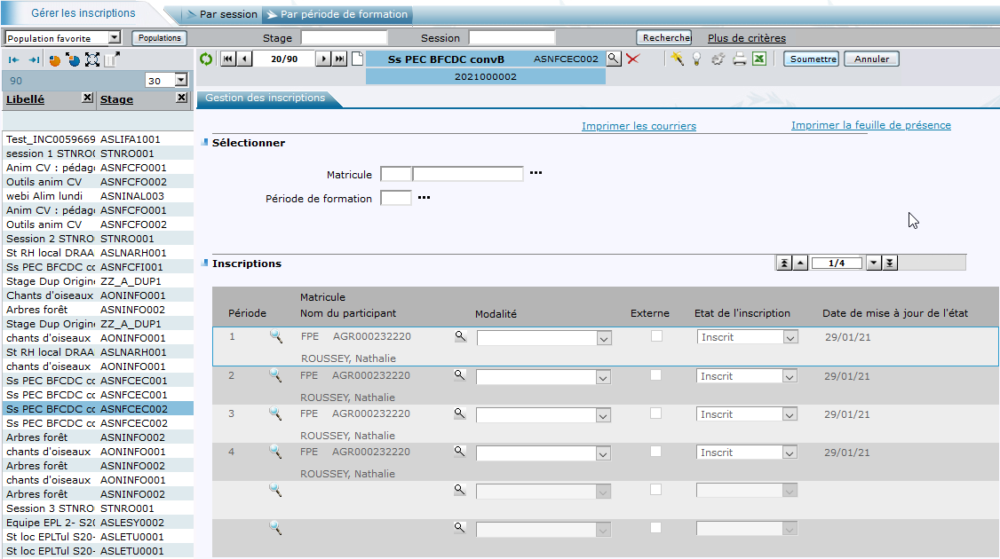 Gérer les inscriptions
Par session
Par période de formation
Population favorite
Populations
Stage
Session
Rechercher
Plus de critères
20/90
Ss PEC BFCDC convB ASNFCEC002
2021000002
Soumettre
Annuler
90
30
Libellé
Stage
Gestion des inscriptions
Imprimer les courriers
Imprimer la feuille de présence
Test_INC0059669 ASLIFA1001
session 1 STNRO( STNRO001
Anim CV : pédag ASNFCFO001
Outils anim CV ASNFCFO002
webi Alim lundi ASNINAL003
Anim CV : pédag ASNFCFO001
Outils anim CV ASNFCFO002
Session 2 STNRO STNRO001
St RH local DRAA ASLNARH001
Ss PEC BFCDC cc ASNFCFI001
Stage Dup Origin ZZ_A_DUP1
Chants d'oiseaux AONINFO001
Arbres forêt ASNINFO002
Stage Dup Origin ZZ_A_DUP1
chants d'oiseaux AONINFO001
St RH local DRAA ASLNARH001
chants d'oiseaux AONINFO001
Ss PEC BFCDC cc ASNFCEC001
Ss PEC BFCDC cc ASNFCEC001
Ss PEC BFCDC cc ASNFCEC002
Ss PEC BFCDC cc ASNFCEC002
Arbres forêt ASNINFO002
chants d'oiseaux AONINFO001
Arbres forêt ASNINFO002
chants d'oiseaux AONINFO001
Arbres forêt ASNINFO002
Session 3 STNRO STNRO001
Equipe EPL 2- S20 ASLESY0002
St loc EPLTul S20- ASLETU0001
St loc EPLTul S20- ASLETU0001
Sélectionner
Matricule
Période de formation
Inscriptions
1/4
Matricule
Période Nom du participant Modalité Externe Etat de l'inscription Date de mise à jour de l'état
1 FPE AGR000232220 Inscrit 29/01/21
ROUSSEY, Nathalie
2 FPE AGR000232220 Inscrit 29/01/21
ROUSSEY, Nathalie
3 FPE AGR000232220 Inscrit 29/01/21
ROUSSEY, Nathalie
4 FPE AGR000232220 Inscrit 29/01/21
ROUSSEY, Nathalie